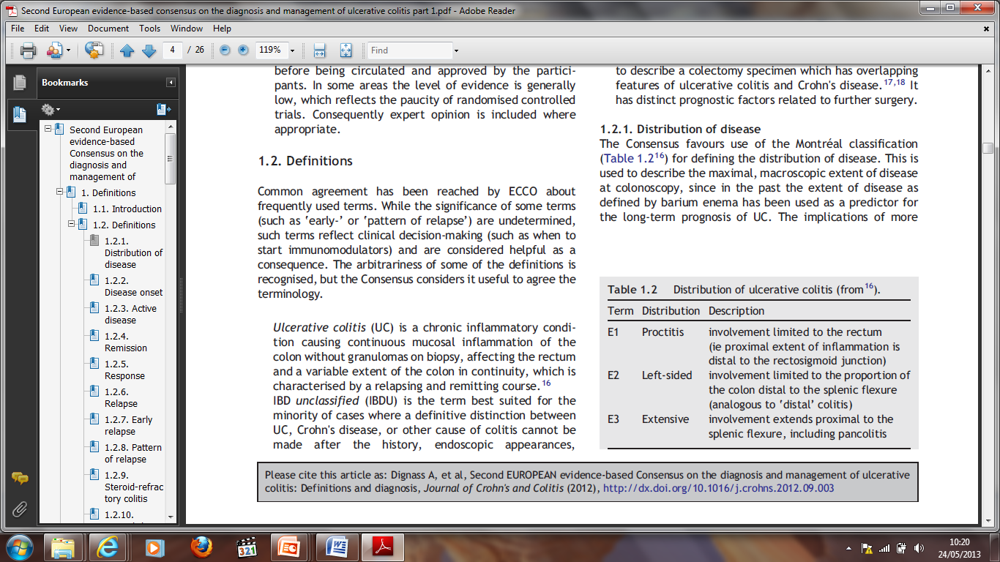 Second European evidence-based consensus on the diagnosis and management of ulcerative colitis part 1.pdf - Adobe Reader
File Edit View Document Tools Window Help
4 / 26 119% Find
Bookmarks
Second European
evidence-based
Consensus on the
diagnosis and
management of
1. Definitions
1.1. Introduction
1.2. Definitions
1.2.1.
Distribution of
disease
1.2.2.
Disease onset
1.2.3. Active
disease
1.2.4.
Remission
1.2.5.
Response
1.2.6.
Relapse
1.2.7. Early
relapse
1.2.8. Pattern
of relapse
1.2.9.
Steroid-refrac
tory colitis
1.2.10.
before being circulated and approved by the partici-
pants. In some areas the level of evidence is generally
low, which reflects the paucity of randomised controlled
trials. Consequently expert opinion is included where
appropriate.
1.2. Definitions
Common agreement has been reached by ECCO about
frequently used terms. While the significance of some terms
(such as ‘early-’ or ‘pattern of relapse’) are undetermined,
such terms reflect clinical decision-making (such as when to
start immunomodulators) and are considered helpful as a
consequence. The arbitrariness of some of the definitions is
recognised, but the Consensus considers it useful to agree the
terminology.
Ulcerative colitis (UC) is a chronic inflammatory condi-
tion causing continuous mucosal inflammation of the
colon without granulomas on biopsy, affecting the rectum
and a variable extent of the colon in continuity, which is
characterised by a relapsing and remitting course.16
IBD unclassified (IBDU) is the term best suited for the
minority of cases where a definitive distinction between
UC, Crohn's disease, or other cause of colitis cannot be
made after the history, endoscopic appearances,
to describe a colectomy specimen which has overlapping
features of ulcerative colitis and Crohn's disease.17,18 It
has distinct prognostic factors related to further surgery.
1.2.1. Distribution of disease
The Consensus favours use of the Montréal classification
(Table 1.216) for defining the distribution of disease. This is
used to describe the maximal, macroscopic extent of disease
at colonoscopy, since in the past the extent of disease as
defined by barium enema has been used as a predictor for
the long-term prognosis of UC. The implications of more
Table 1.2 Distribution of ulcerative colitis (from16).
Term Distribution Description
E1 Proctitis involvement limited to the rectum
(ie proximal extent of inflammation is
distal to the rectosigmoid junction)
E2 Left-sided involvement limited to the proportion of
the colon distal to the splenic flexure
(analogous to ‘distal’ colitis)
E3 Extensive involvement extends proximal to the
splenic flexure, including pancolitis
Please cite this article as: Dignass A, et al, Second EUROPEAN evidence-based Consensus on the diagnosis and management of ulcerative
colitis: Definitions and diagnosis, Journal of Crohn's and Colitis (2012), http://dx.doi.org/10.1016/j.crohns.2012.09.003
321
10:20
24/05/2013